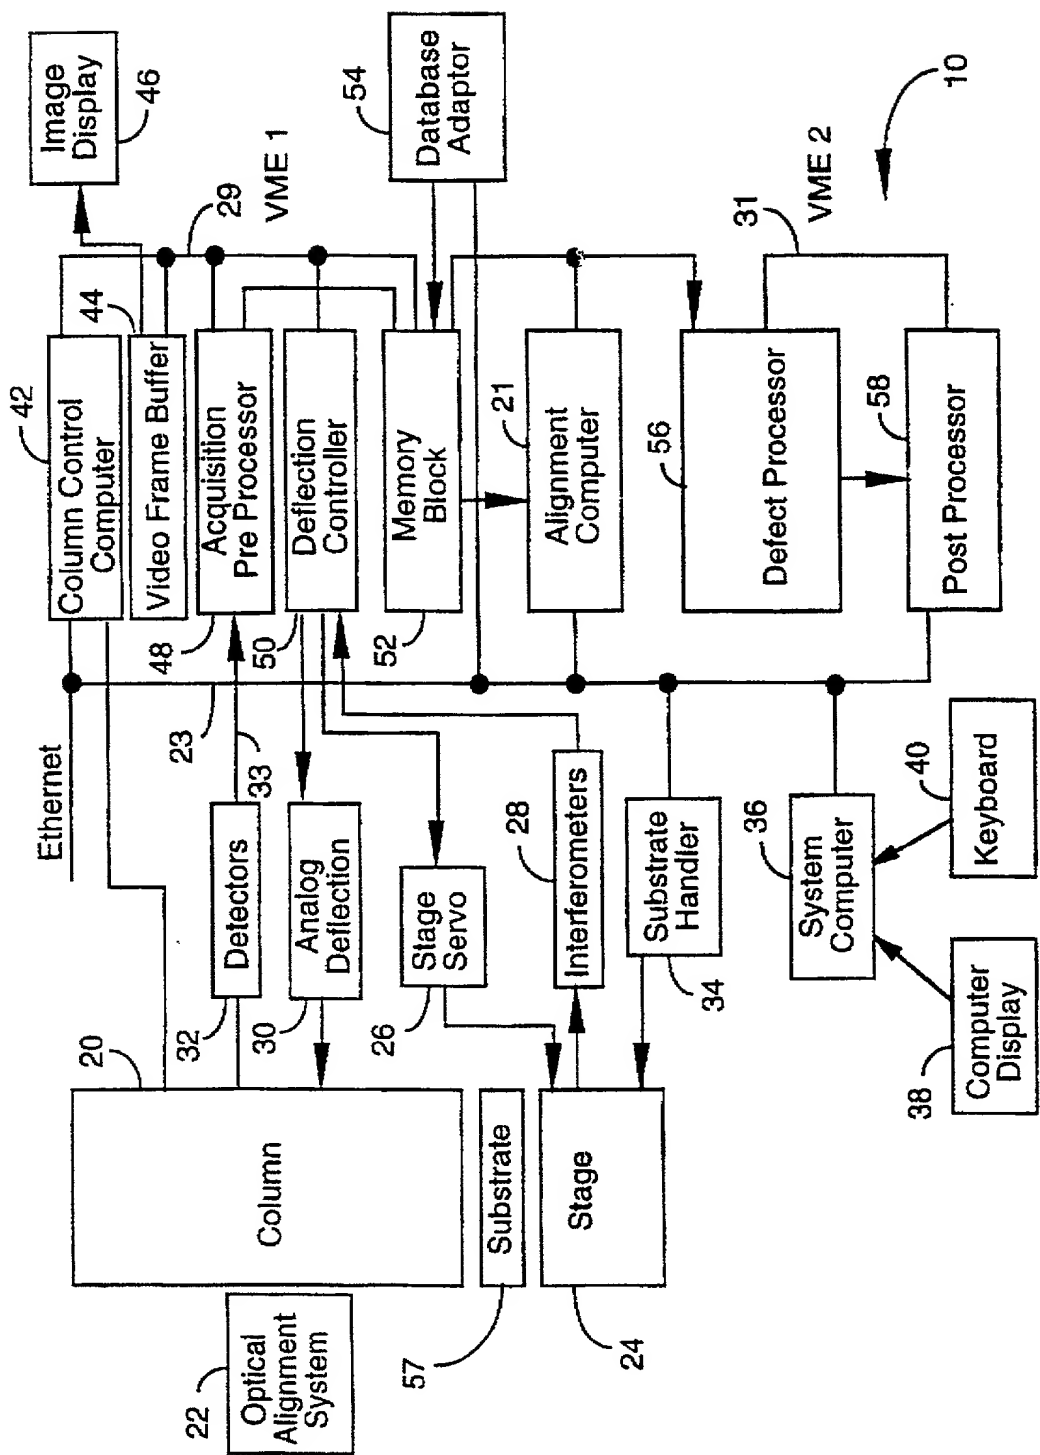 22
Optical
Alignment
System
20
Column
57
Substrate
24
Stage
Ethernet
32
Detectors
33
30
Analog
Deflection
26
Stage
Servo
28
Interferometers
34
Substrate
Handler
36
System
Computer
38
Computer
Display
40
Keyboard
23
42
Column Control
Computer
44
Video Frame Buffer
48
Acquisition
Pre Processor
50
Deflection
Controller
52
Memory
Block
21
Alignment
Computer
56
Defect Processor
58
Post Processor
Image
Display
46
29
VME 1
54
Database
Adaptor
VME 2
31
10